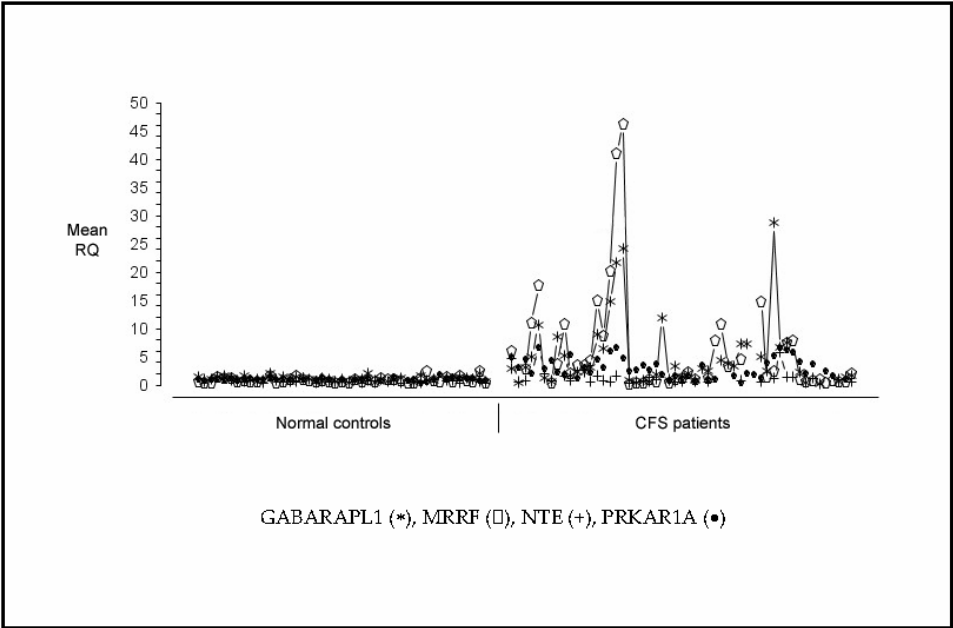 50
45
40
35
30
25
20
15
10
5
0
Mean
RQ
Normal controls
CFS patients
GABARAPL1 (*), MRRF (▯), NTE (+), PRKAR1A (●)